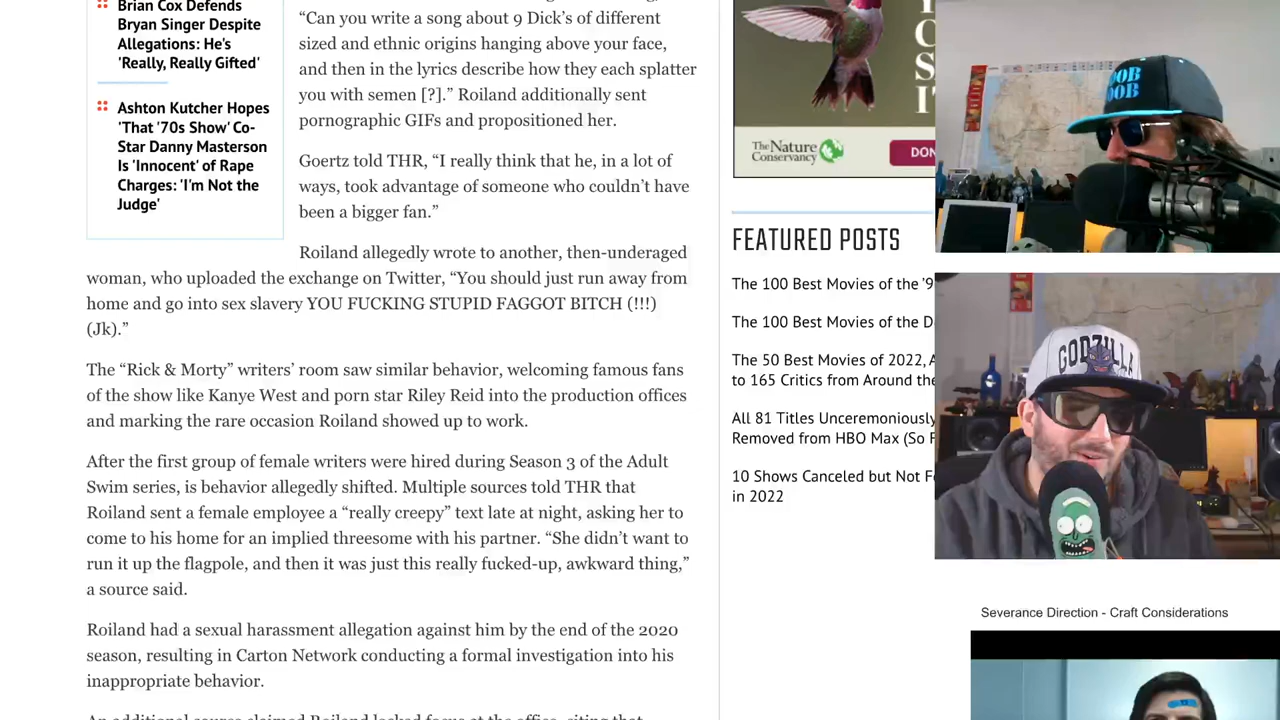 Brian Cox Defends
Bryan Singer Despite
Allegations: He's
'Really, Really Gifted'
Ashton Kutcher Hopes
'That '70s Show' Co-
Star Danny Masterson
Is 'Innocent' of Rape
Charges: 'I'm Not the
Judge'
“Can you write a song about 9 Dick’s of different
sized and ethnic origins hanging above your face,
and then in the lyrics describe how they each splatter
you with semen [?].” Roiland additionally sent
pornographic GIFs and propositioned her.
Goertz told THR, “I really think that he, in a lot of
ways, took advantage of someone who couldn’t have
been a bigger fan.”
Roiland allegedly wrote to another, then-underaged
woman, who uploaded the exchange on Twitter, “You should just run away from
home and go into sex slavery YOU FUCKING STUPID FAGGOT BITCH (!!!)
(Jk).”
The “Rick & Morty” writers’ room saw similar behavior, welcoming famous fans
of the show like Kanye West and porn star Riley Reid into the production offices
and marking the rare occasion Roiland showed up to work.
After the first group of female writers were hired during Season 3 of the Adult
Swim series, is behavior allegedly shifted. Multiple sources told THR that
Roiland sent a female employee a “really creepy” text late at night, asking her to
come to his home for an implied threesome with his partner. “She didn’t want to
run it up the flagpole, and then it was just this really fucked-up, awkward thing,”
a source said.
Roiland had a sexual harassment allegation against him by the end of the 2020
season, resulting in Carton Network conducting a formal investigation into his
inappropriate behavior.
An additional source claimed Roiland lacked focus at the office, citing that
The Nature
Conservancy
DON
FEATURED POSTS
The 100 Best Movies of the '9
The 100 Best Movies of the D
The 50 Best Movies of 2022, A
to 165 Critics from Around the
All 81 Titles Unceremoniously
Removed from HBO Max (So F
10 Shows Canceled but Not F
in 2022
GODZILLA
Severance Direction - Craft Considerations